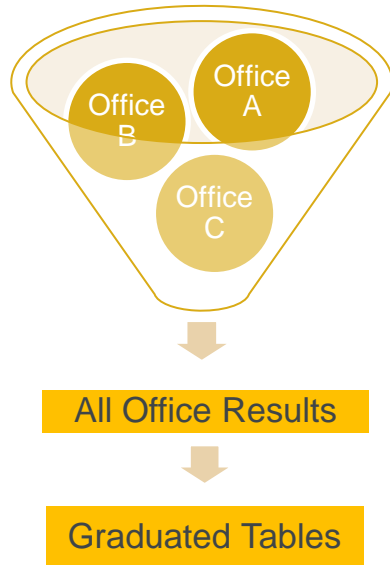 Office
A
Office
B
Office
C
All Office Results
Graduated Tables